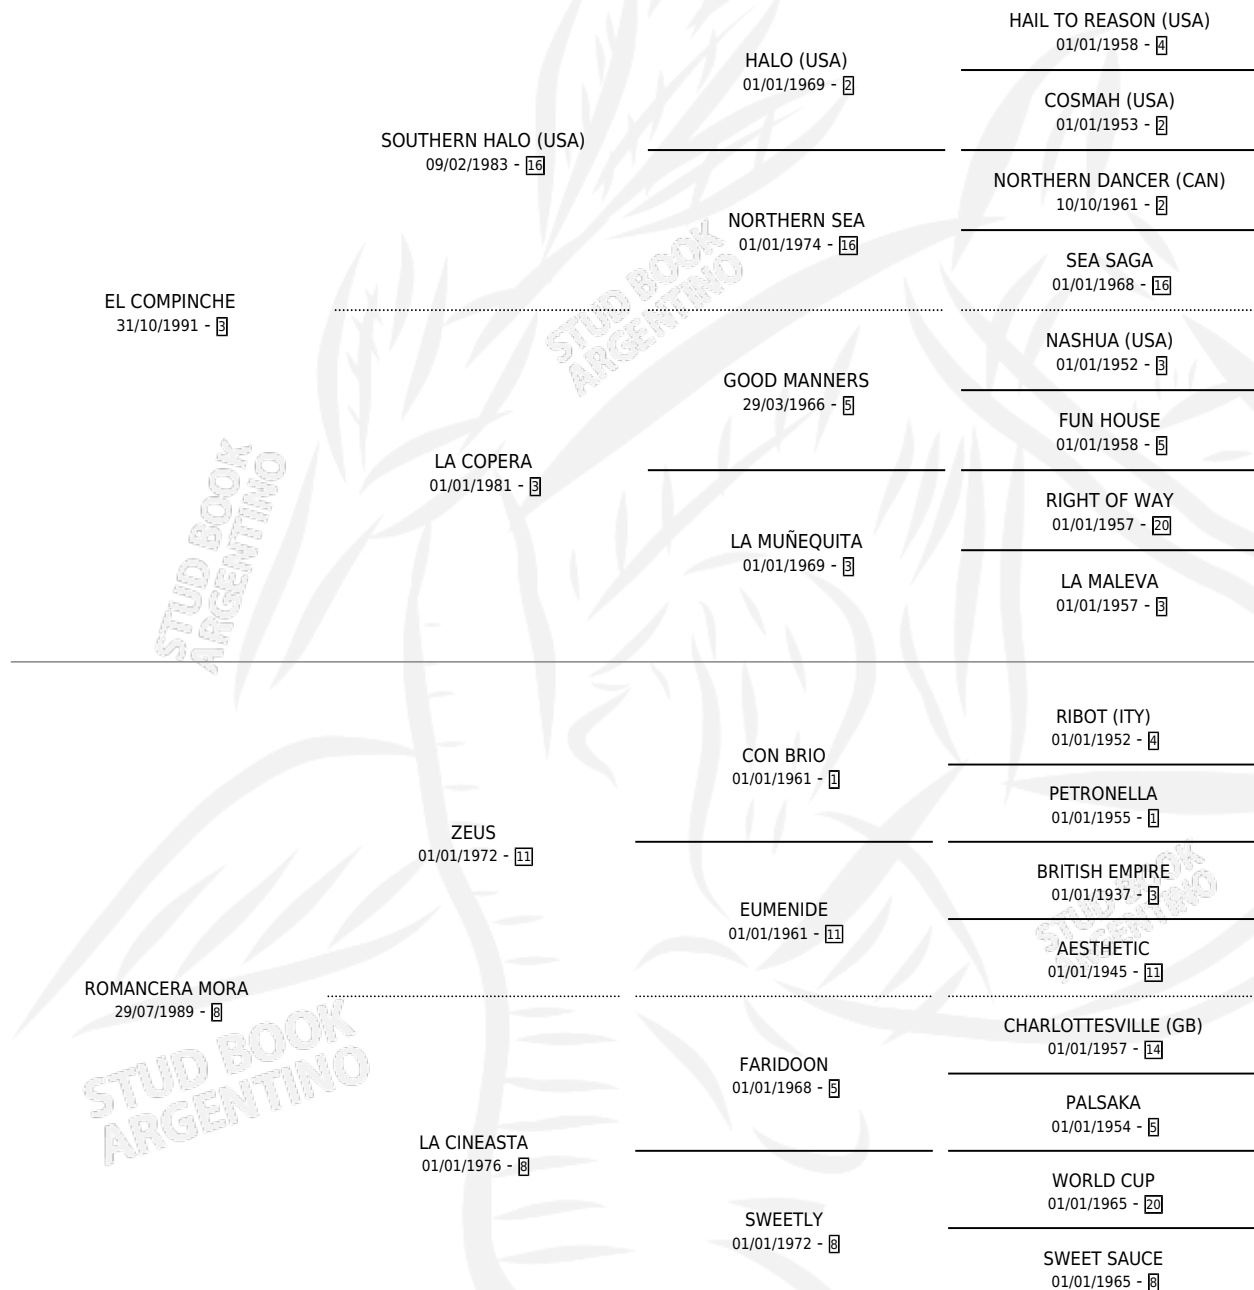 HAIL TO REASON (USA)
01/01/1958 - 4
HALO (USA)
01/01/1969 - 2
COSMAH (USA)
01/01/1953 - 2
SOUTHERN HALO (USA)
09/02/1983 - 16
NORTHERN DANCER (CAN)
10/10/1961 - 2
NORTHERN SEA
01/01/1974 - 16
SEA SAGA
01/01/1968 - 16
EL COMPINCHE
31/10/1991 - 3
STUD BOOK
ARGENTINO
NASHUA (USA)
01/01/1952 - 3
GOOD MANNERS
29/03/1966 - 5
FUN HOUSE
01/01/1958 - 5
LA COPERA
01/01/1981 - 3
RIGHT OF WAY
01/01/1957 - 20
LA MUÑEQUITA
01/01/1969 - 3
LA MALEVA
01/01/1957 - 3
STUD BOOK
ARGENTINO
RIBOT (ITY)
01/01/1952 - 4
CON BRIO
01/01/1961 - 1
PETRONELLA
01/01/1955 - 1
ZEUS
01/01/1972 - 11
BRITISH EMPIRE
01/01/1937 - 3
EUMENIDE
01/01/1961 - 11
AESTHETIC
01/01/1945 - 11
STUD BOOK
ARGENTINO
ROMANCERA MORA
29/07/1989 - 8
CHARLOTTESVILLE (GB)
01/01/1957 - 14
FARIDOON
01/01/1968 - 5
PALSAKA
01/01/1954 - 5
STUD BOOK
ARGENTINO
LA CINEASTA
01/01/1976 - 8
WORLD CUP
01/01/1965 - 20
SWEETLY
01/01/1972 - 8
SWEET SAUCE
01/01/1965 - 8